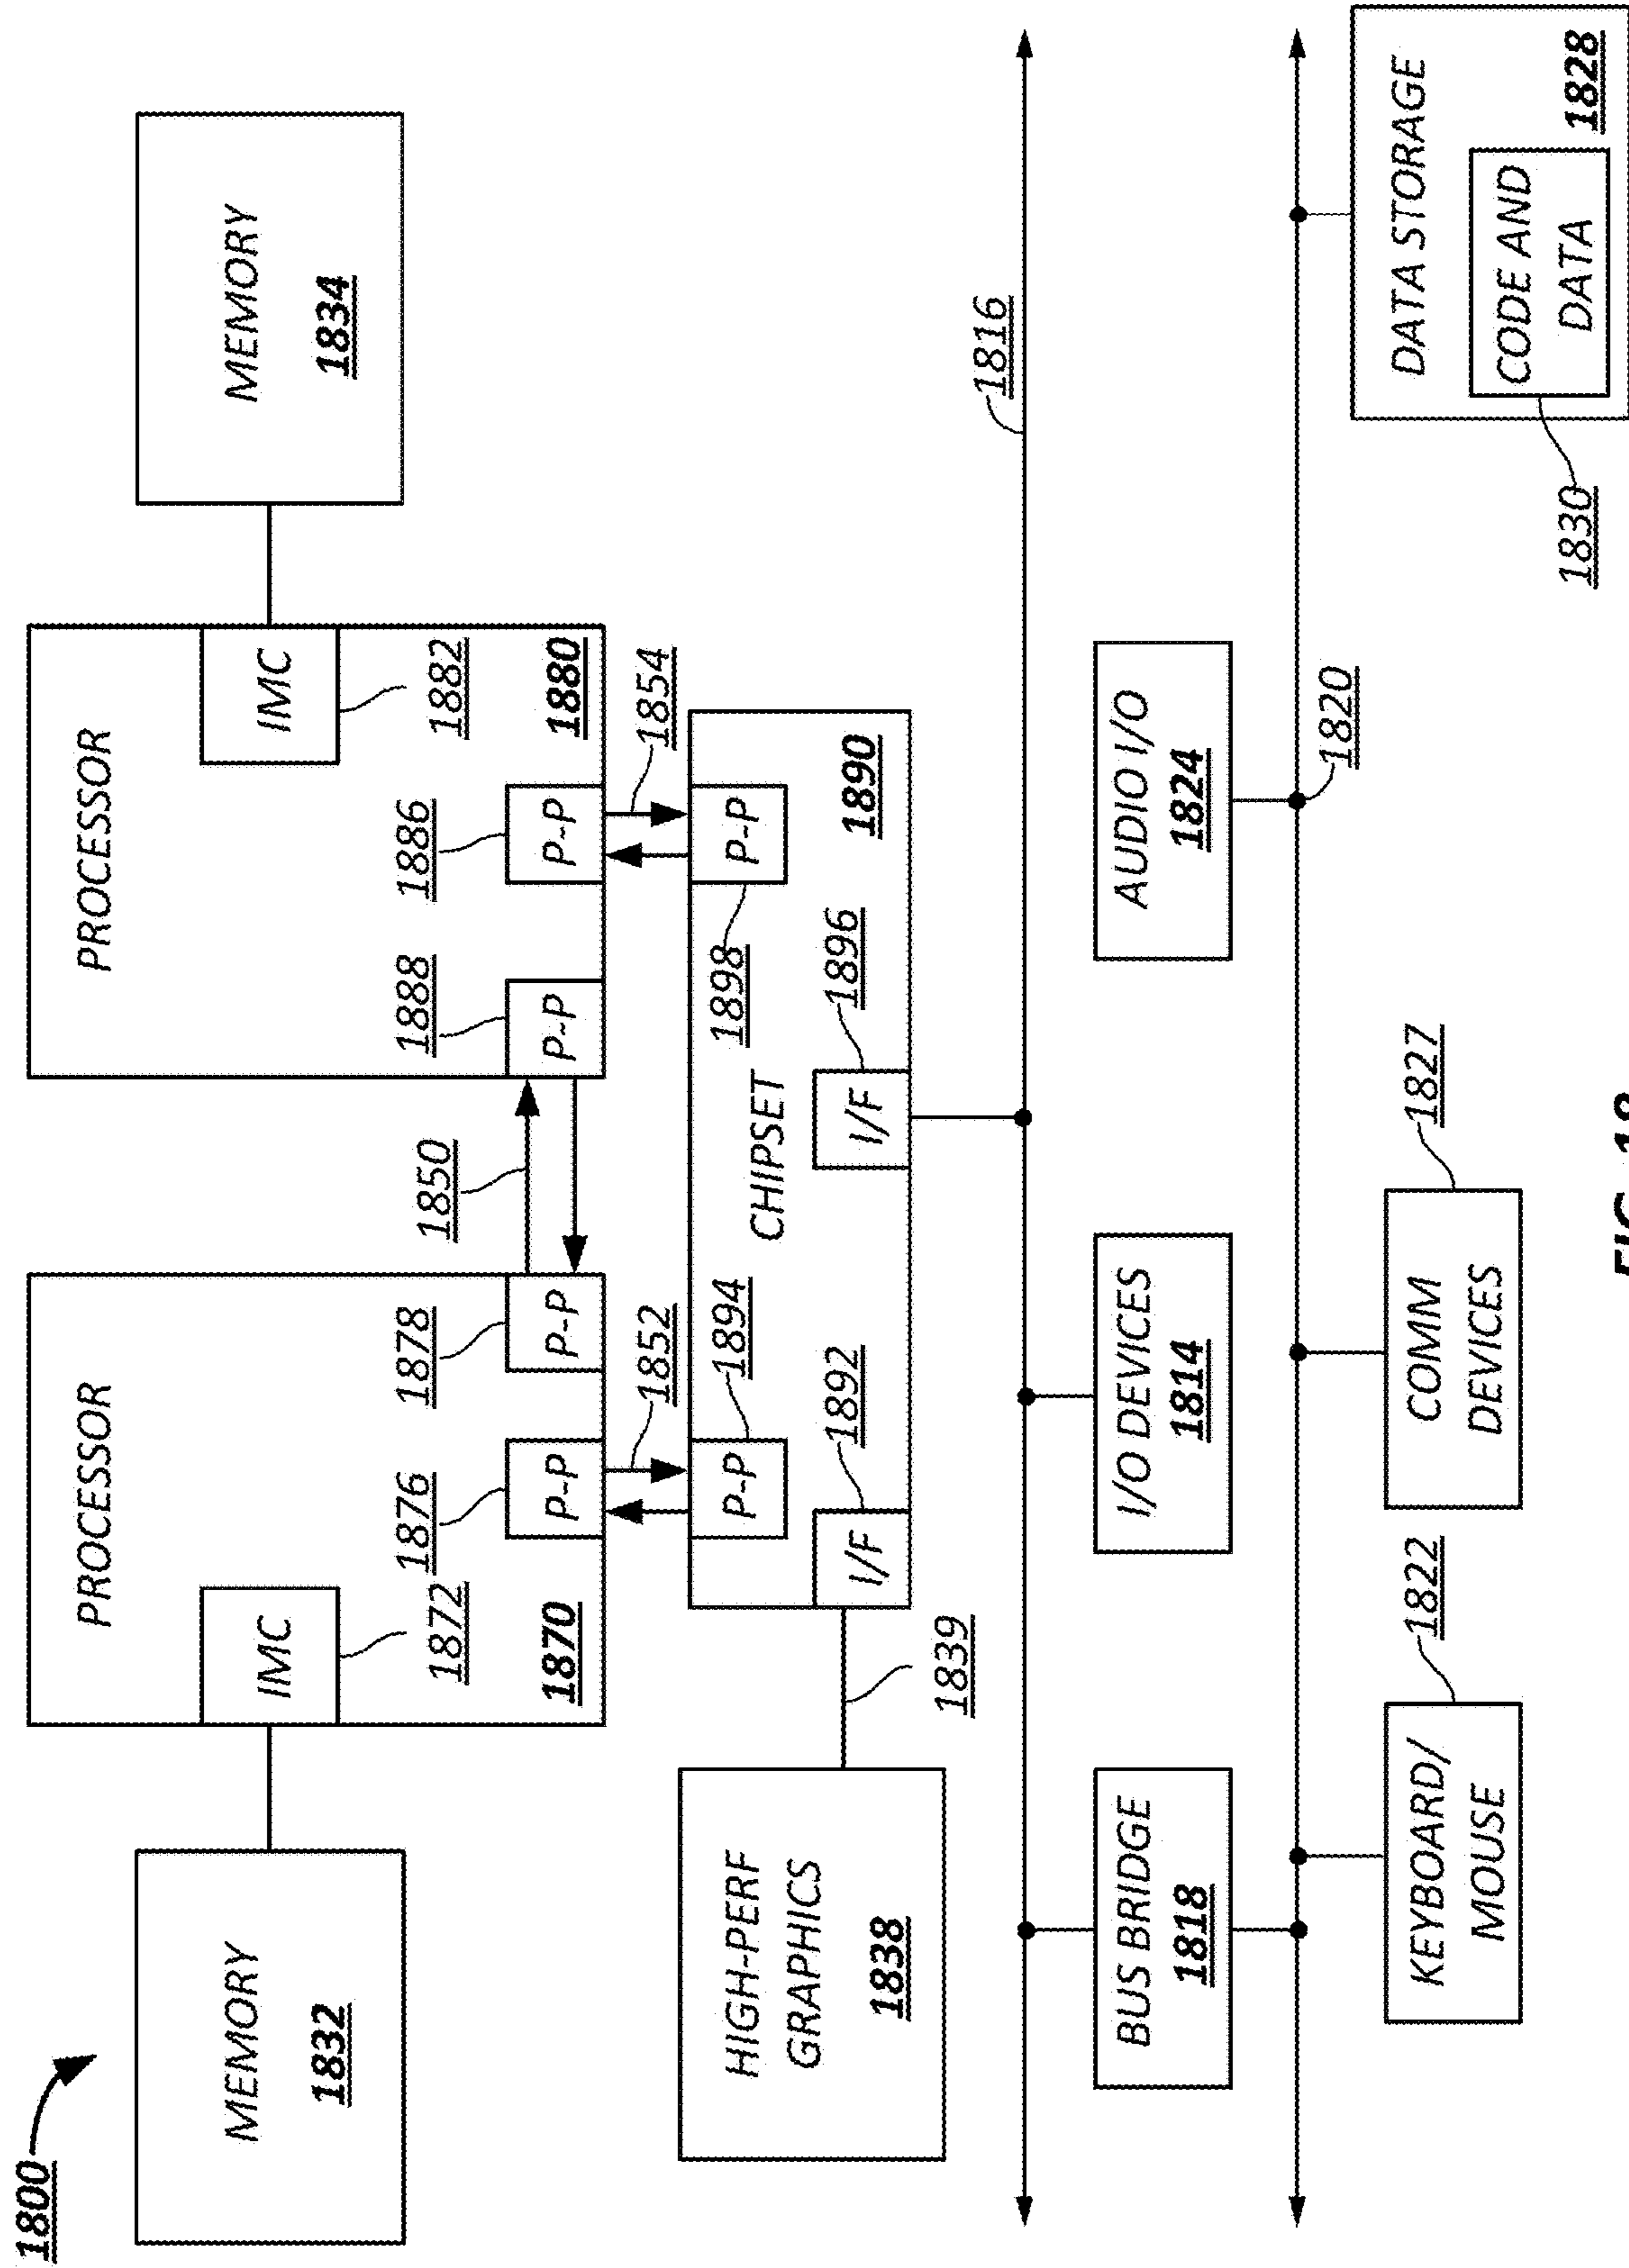 1800
MEMORY
1832
PROCESSOR
IMC
1872
1870
1876
P-P
1878
P-P
1850
PROCESSOR
1888
P-P
1886
P-P
IMC
1882
1880
MEMORY
1834
1852
1854
HIGH-PERF
GRAPHICS
1838
1839
P-P
1894
I/F
1892
CHIPSET
I/F
1896
P-P
1898
1890
1816
BUS BRIDGE
1818
I/O DEVICES
1814
AUDIO I/O
1824
1820
KEYBOARD/
MOUSE
1822
COMM
DEVICES
1827
DATA STORAGE
CODE AND
DATA
1828
1830
FIG. 18